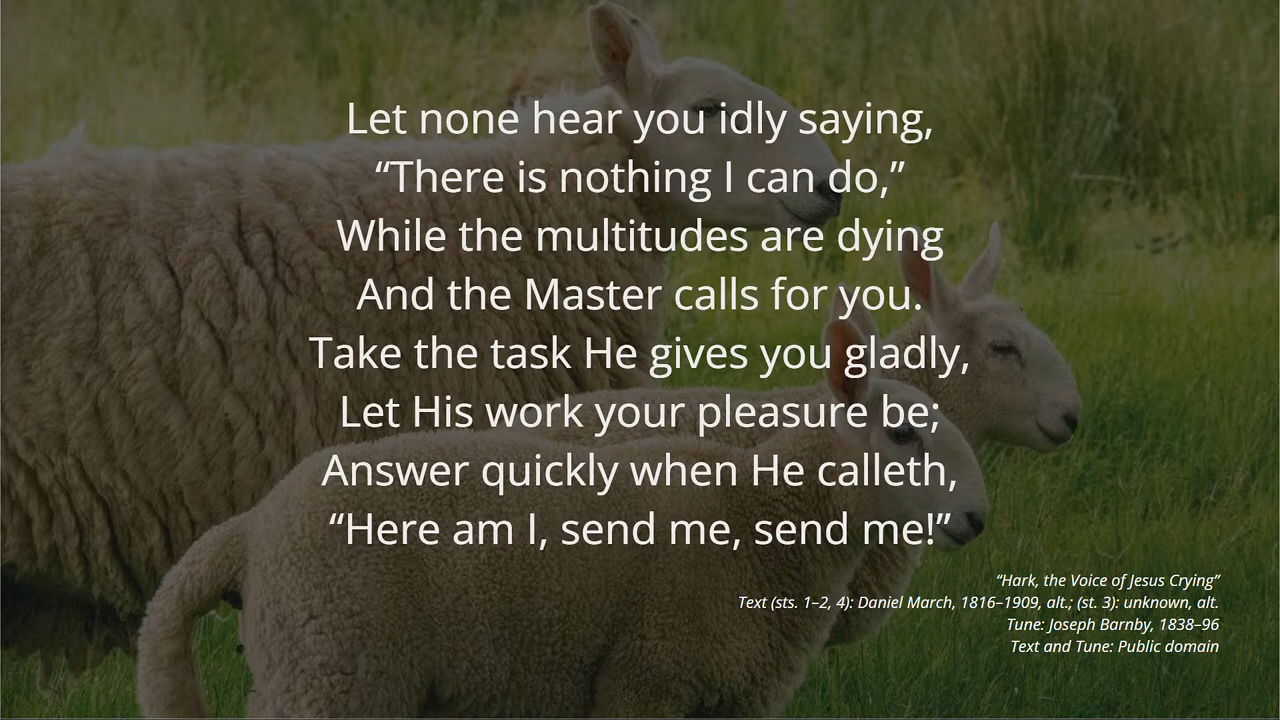 Let none hear you idly saying,
“There is nothing I can do,”
While the multitudes are dying
And the Master calls for you.
Take the task He gives you gladly,
Let His work your pleasure be;
Answer quickly when He calleth,
“Here am I, send me, send me!”
“Hark, the Voice of Jesus Crying”
Text (sts. 1–2, 4): Daniel March, 1816–1909, alt.; (st. 3): unknown, alt.
Tune: Joseph Barnby, 1838–96
Text and Tune: Public domain